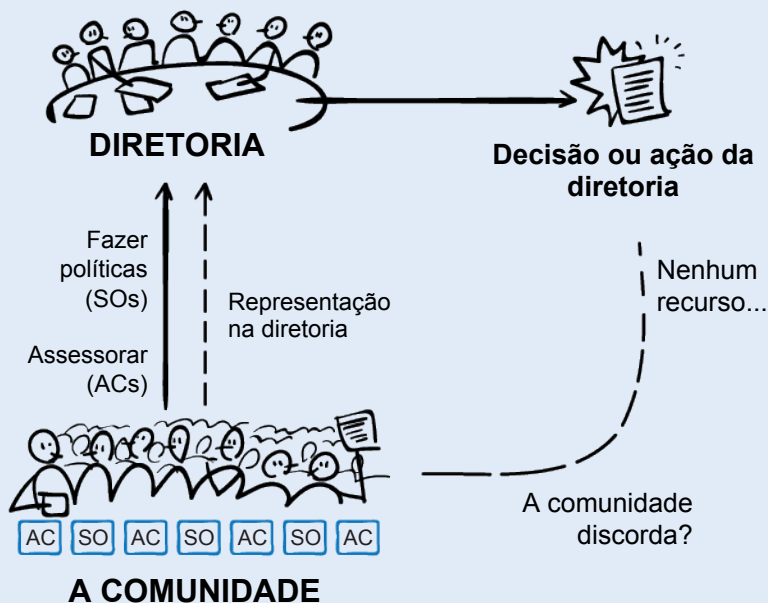 DIRETORIA
Decisão ou ação da
diretoria
Fazer
políticas
(SOs)
Assessorar
(ACs)
Representação
na diretoria
Nenhum
recurso...
A comunidade
discorda?
AC SO AC SO AC SO AC
A COMUNIDADE